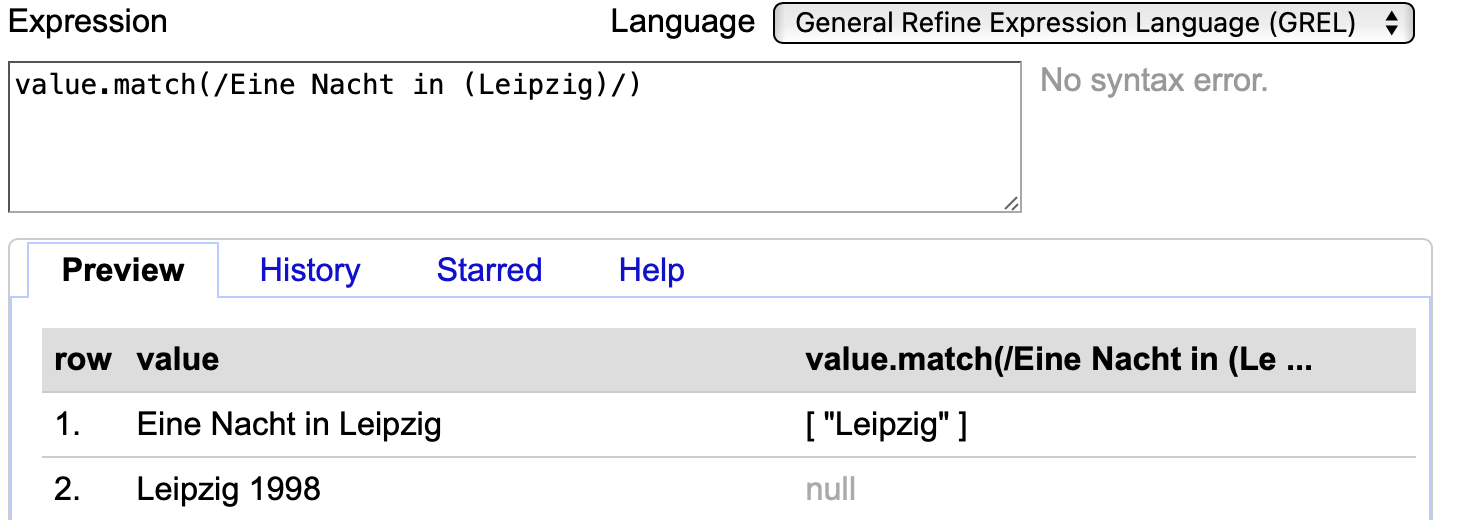 Expression Language General Refine Expression Language (GREL)
value.match(/Eine Nacht in (Leipzig)/) No syntax error.
Preview History Starred Help
row value value.match(/Eine Nacht in (Le ...
1. Eine Nacht in Leipzig [ "Leipzig" ]
2. Leipzig 1998 null